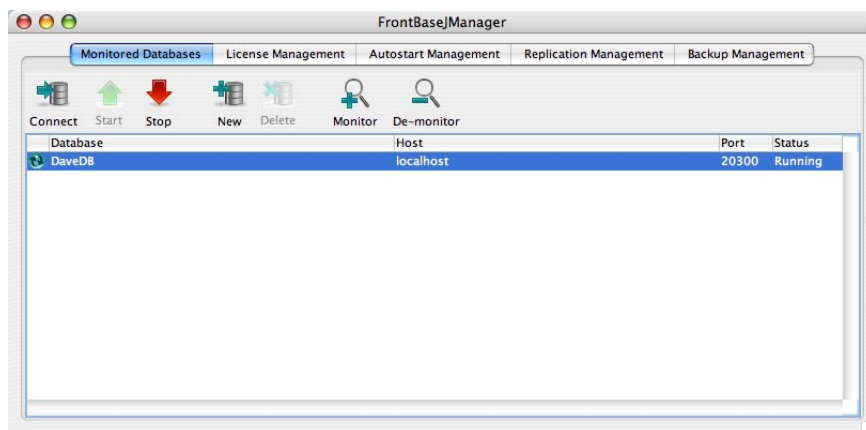 FrontBaseJManager
Monitored Databases License Management Autostart Management Replication Management Backup Management
Connect Start Stop New Delete Monitor De-monitor
Database Host Port Status
DaveDB localhost 20300 Running